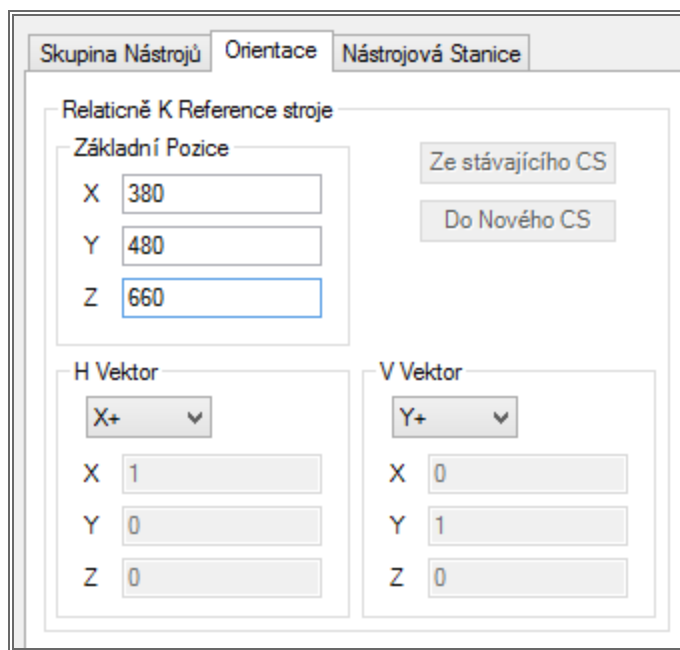 Skupina Nástrojů Orientace Nástrojová Stanice
Relaticně K Reference stroje
Základní Pozice
X 380
Y 480
Z 660
Ze stávajícího CS
Do Nového CS
H Vektor
X+
X 1
Y 0
Z 0
V Vektor
Y+
X 0
Y 1
Z 0